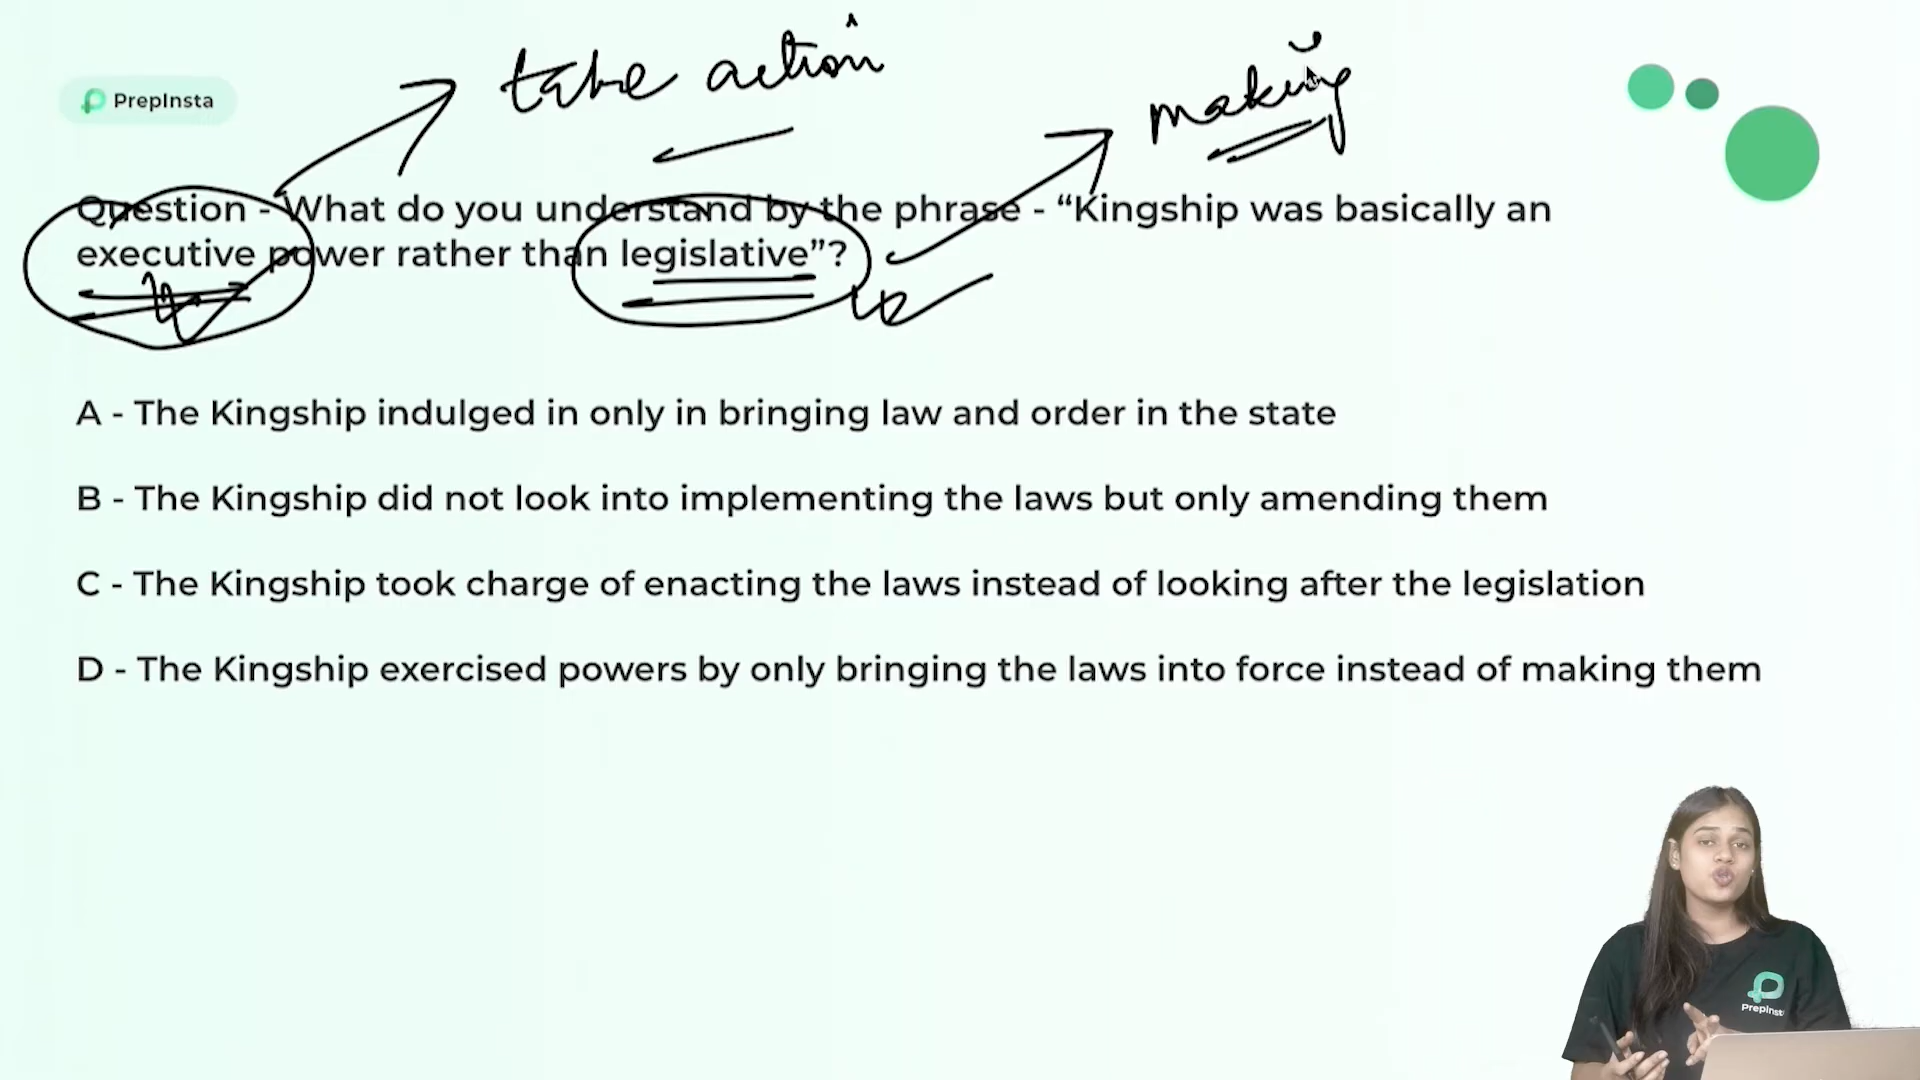 take action
making
PrepInsta
Question - What do you understand by the phrase - “Kingship was basically an
executive power rather than legislative”?
A - The Kingship indulged in only in bringing law and order in the state
B - The Kingship did not look into implementing the laws but only amending them
C - The Kingship took charge of enacting the laws instead of looking after the legislation
D - The Kingship exercised powers by only bringing the laws into force instead of making them
PrepInsta